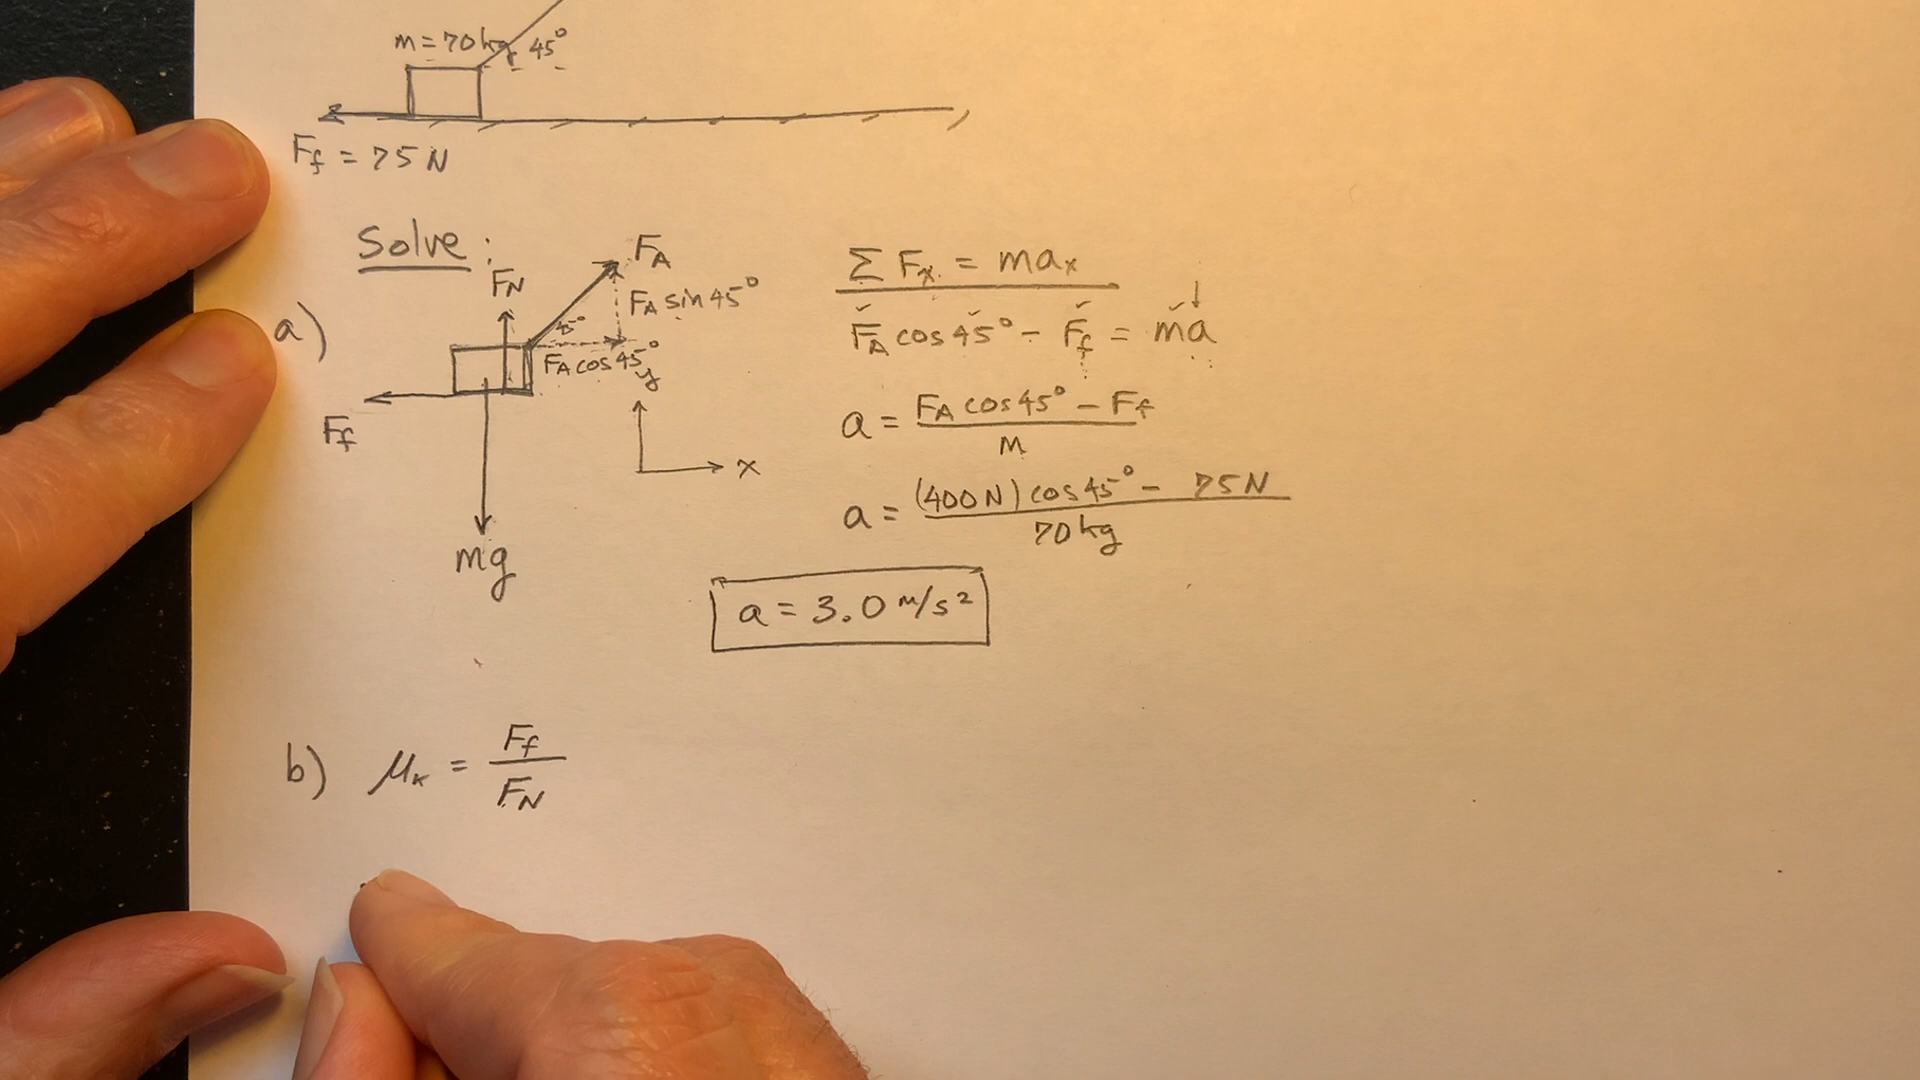 m = 70 kg 45°
Ff = 75 N
Solve:
a)
FN
FA
FA sin 45°
45°
FA cos 45°
Ff
mg
y
x
Σ Fx = max
FA cos 45° - Ff = ma
a = FA cos 45° - Ff / m
a = (400 N) cos 45° - 75 N / 70 kg
a = 3.0 m/s²
b) μk = Ff / FN